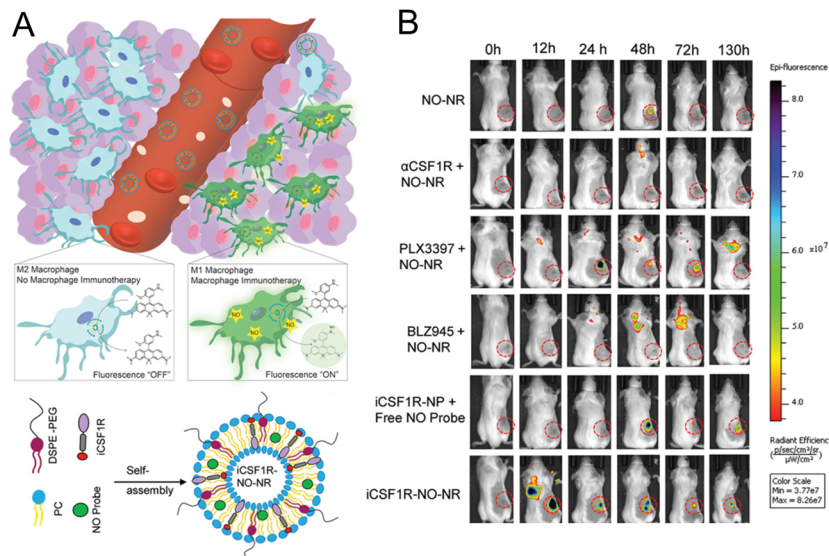 A
M2 Macrophage
No Macrophage Immunotherapy
Fluorescence “OFF”
M1 Macrophage
Macrophage Immunotherapy
NO
NO
NO
Fluorescence “ON”
DSPE-PEG
iCSF1R
PC
NO Probe
Self-
assembly
iCSF1R-
NO-NR
B
0h 12h 24 h 48h 72h 130h
NO-NR
αCSF1R +
NO-NR
PLX3397 +
NO-NR
BLZ945 +
NO-NR
iCSF1R-NP +
Free NO Probe
iCSF1R-NO-NR
Epi-fluorescence
8.0
7.0
6.0
x10⁷
5.0
4.0
Radiant Efficienc
(p/sec/cm²/sr
µW/cm²)
Color Scale
Min = 3.77e7
Max = 8.26e7